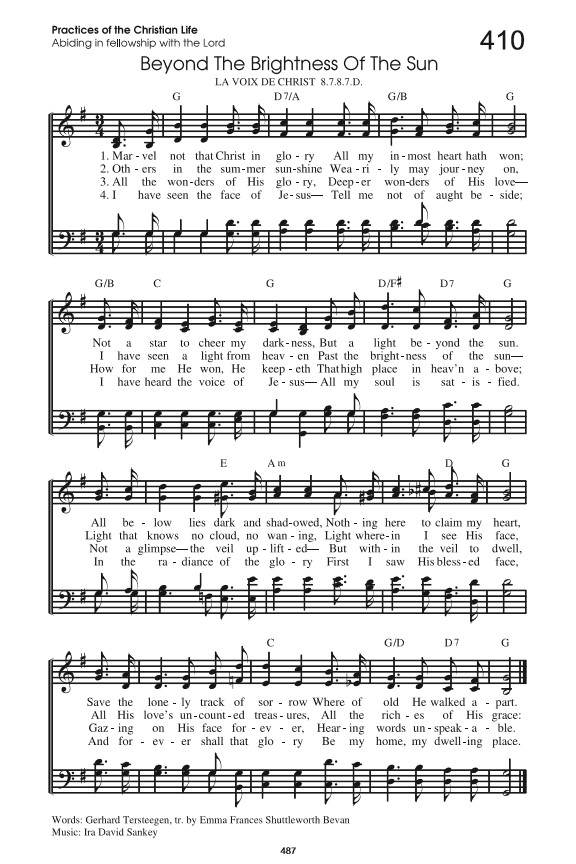 Practices of the Christian Life
Abiding in fellowship with the Lord
410
Beyond The Brightness Of The Sun
LA VOIX DE CHRIST 8.7.8.7.D.
G D7/A G/B G
1. Mar - vel not that Christ in glo - ry All my in - most heart hath won;
2. Oth - ers in the sum - mer sun - shine Wea - ri - ly may jour - ney on,
3. All the won - ders of His glo - ry, Deep - er won - ders of His love—
4. I have seen the face of Je - sus— Tell me not of aught be - side;
G/B C G D/F# D7 G
Not a star to cheer my dark - ness, But a light be - yond the sun.
I have seen a light from heav - en Past the bright - ness of the sun—
How for me He won, He keep - eth That high place in heav'n a - bove;
I have heard the voice of Je - sus— All my soul is sat - is - fied.
E Am D G
All be - low lies dark and shad - owed, Noth - ing here to claim my heart,
Light that knows no cloud, no wan - ing, Light where - in I see His face,
Not a glimpse— the veil up - lift - ed— But with - in the veil to dwell,
In the ra - diance of the glo - ry First I saw His bless - ed face,
C G/D D7 G
Save the lone - ly track of sor - row Where of old He walked a - part.
All His love's un - count - ed treas - ures, All the rich - es of His grace:
Gaz - ing on His face for - ev - er, Hear - ing words un - speak - a - ble.
And for - ev - er shall that glo - ry Be my home, my dwell - ing place.
Words: Gerhard Tersteegen, tr. by Emma Frances Shuttleworth Bevan
Music: Ira David Sankey
487